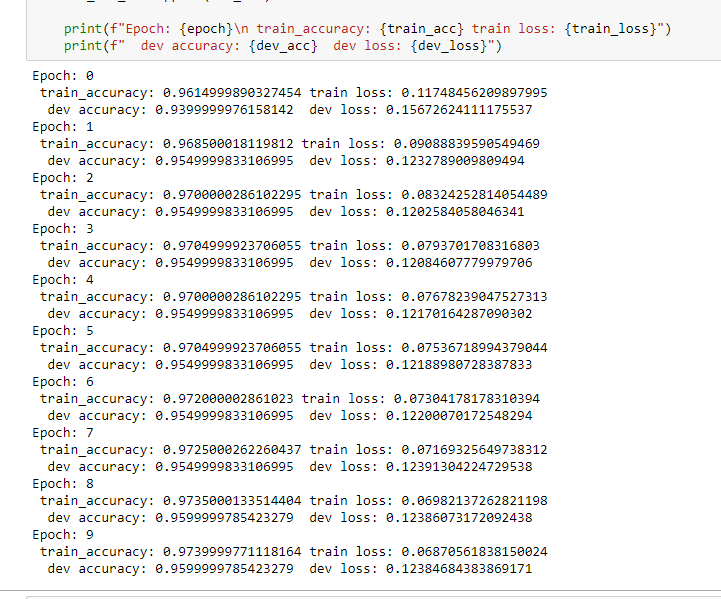 print(f"Epoch: {epoch}\n train_accuracy: {train_acc} train loss: {train_loss}")
print(f"  dev accuracy: {dev_acc}  dev loss: {dev_loss}")
Epoch: 0
 train_accuracy: 0.9614999890327454 train loss: 0.11748456209897995
  dev accuracy: 0.9399999976158142  dev loss: 0.15672624111175537
Epoch: 1
 train_accuracy: 0.968500018119812 train loss: 0.09088839590549469
  dev accuracy: 0.9549999833106995  dev loss: 0.1232789009809494
Epoch: 2
 train_accuracy: 0.9700000286102295 train loss: 0.08324252814054489
  dev accuracy: 0.9549999833106995  dev loss: 0.1202584058046341
Epoch: 3
 train_accuracy: 0.9704999923706055 train loss: 0.0793701708316803
  dev accuracy: 0.9549999833106995  dev loss: 0.12084607779979706
Epoch: 4
 train_accuracy: 0.9700000286102295 train loss: 0.07678239047527313
  dev accuracy: 0.9549999833106995  dev loss: 0.12170164287090302
Epoch: 5
 train_accuracy: 0.9704999923706055 train loss: 0.07536718994379044
  dev accuracy: 0.9549999833106995  dev loss: 0.12188980728387833
Epoch: 6
 train_accuracy: 0.972000002861023 train loss: 0.07304178178310394
  dev accuracy: 0.9549999833106995  dev loss: 0.12200070172548294
Epoch: 7
 train_accuracy: 0.9725000262260437 train loss: 0.07169325649738312
  dev accuracy: 0.9549999833106995  dev loss: 0.12391304224729538
Epoch: 8
 train_accuracy: 0.9735000133514404 train loss: 0.06982137262821198
  dev accuracy: 0.9599999785423279  dev loss: 0.12386073172092438
Epoch: 9
 train_accuracy: 0.9739999771118164 train loss: 0.06870561838150024
  dev accuracy: 0.9599999785423279  dev loss: 0.12384684383869171